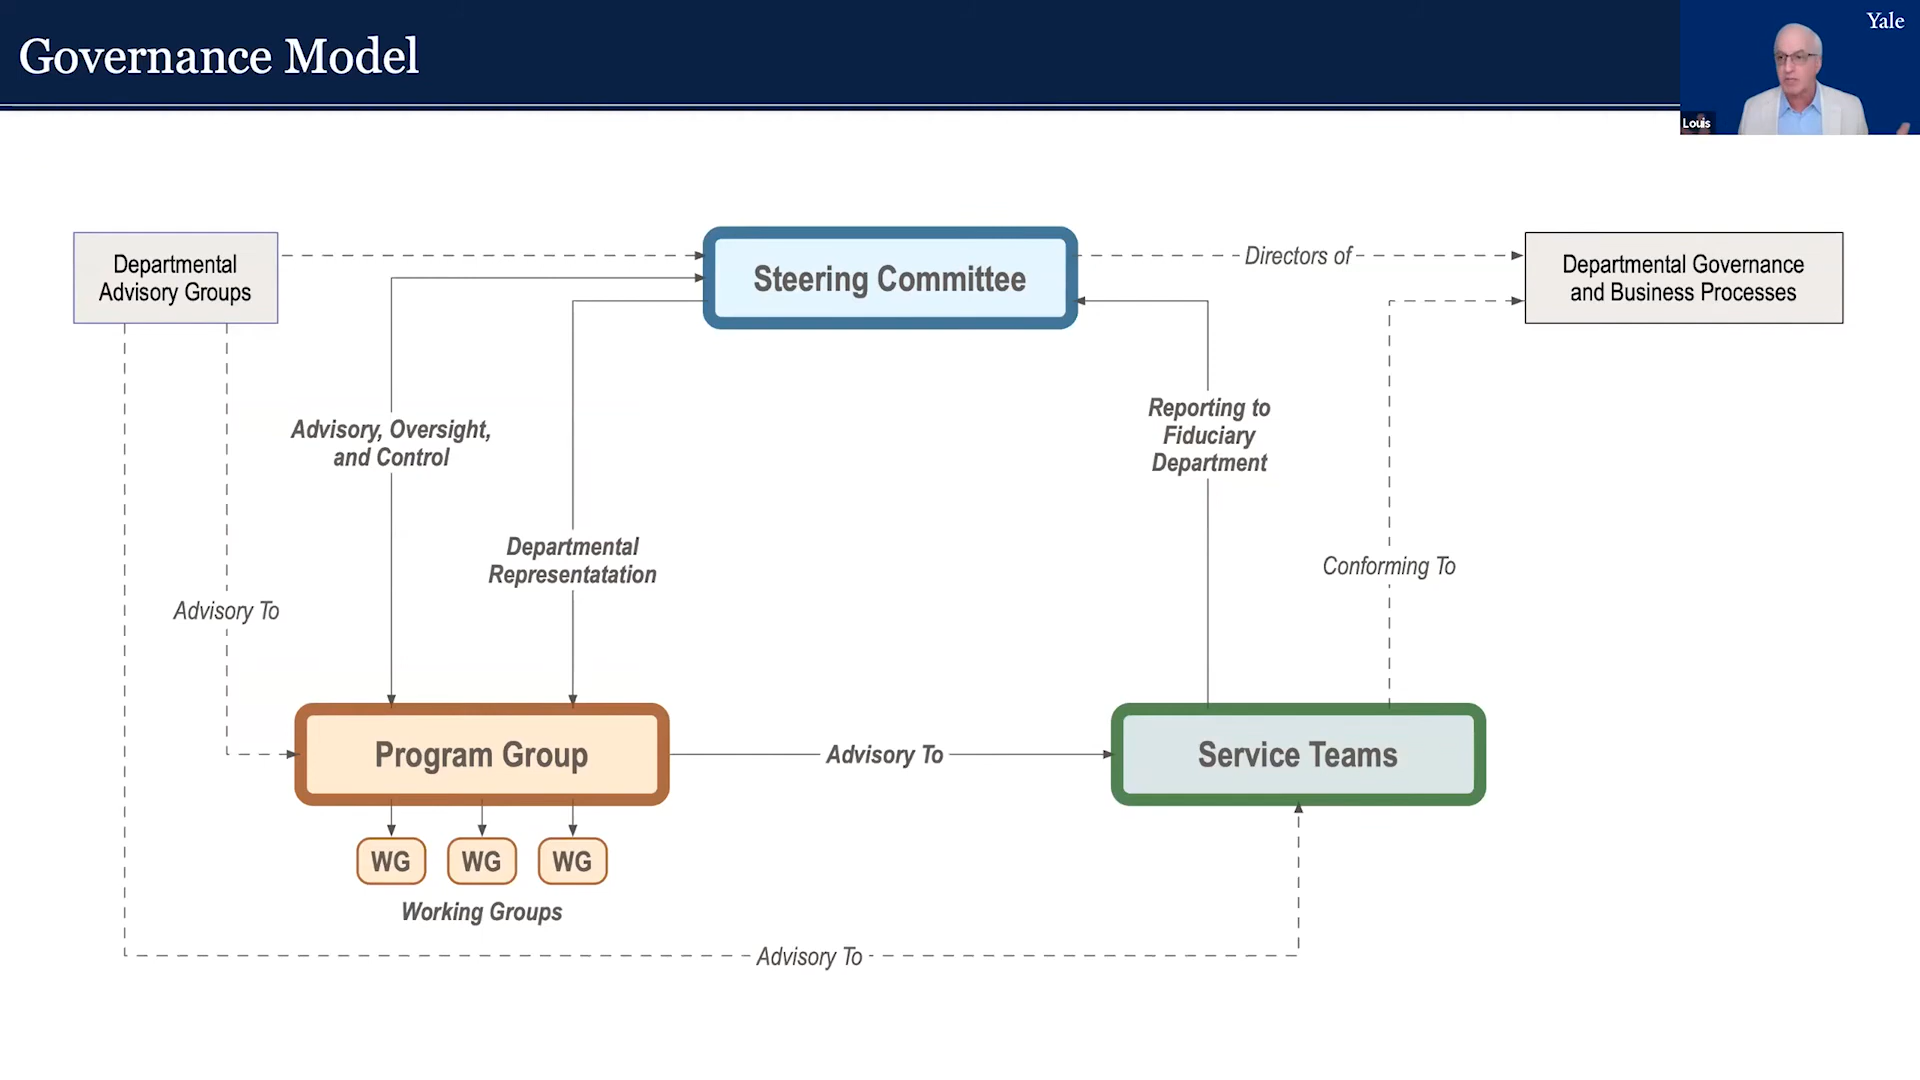 Governance Model
Yale
Louis
Departmental
Advisory Groups
Steering Committee
Directors of
Departmental Governance
and Business Processes
Advisory, Oversight,
and Control
Reporting to
Fiduciary
Department
Departmental
Representatation
Conforming To
Advisory To
Program Group
Advisory To
Service Teams
WG
WG
WG
Working Groups
Advisory To